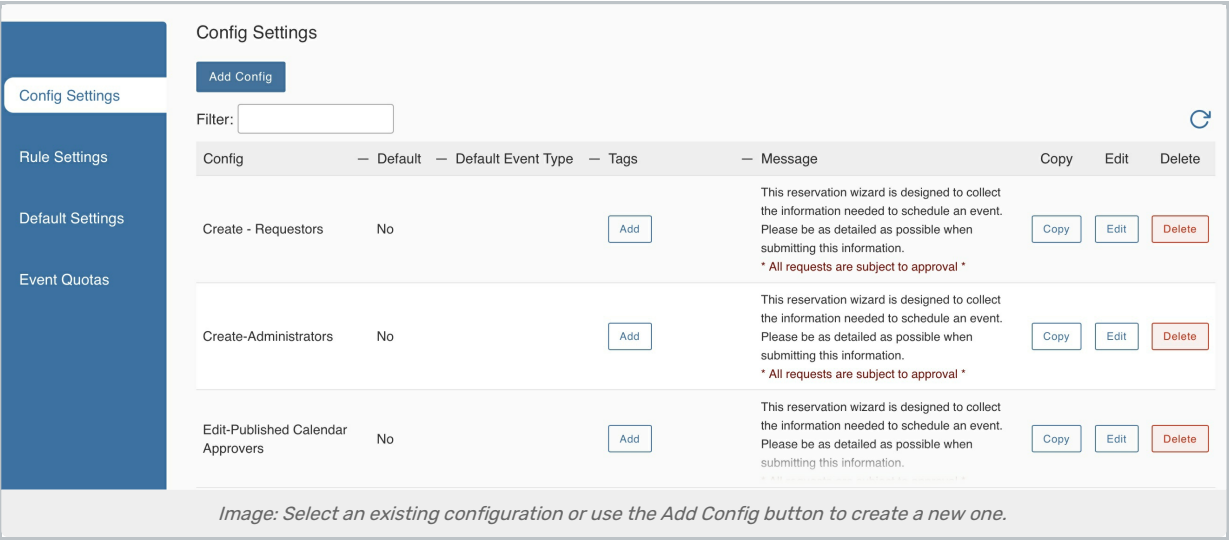 Config Settings
Add Config
Config Settings
Filter:
Rule Settings
Default Settings
Event Quotas
Config — Default — Default Event Type — Tags — Message Copy Edit Delete
This reservation wizard is designed to collect
the information needed to schedule an event.
Create - Requestors No Add Please be as detailed as possible when Copy Edit Delete
submitting this information.
* All requests are subject to approval *
This reservation wizard is designed to collect
the information needed to schedule an event.
Create-Administrators No Add Please be as detailed as possible when Copy Edit Delete
submitting this information.
* All requests are subject to approval *
This reservation wizard is designed to collect
Edit-Published Calendar the information needed to schedule an event.
Approvers No Add Please be as detailed as possible when Copy Edit Delete
submitting this information.
Image: Select an existing configuration or use the Add Config button to create a new one.